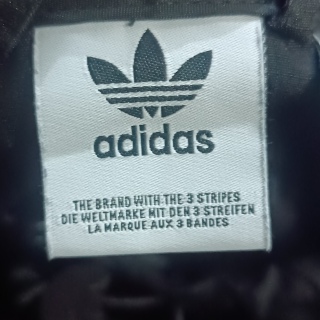 adidas
THE BRAND WITH THE 3 STRIPES
DIE WELTMARKE MIT DEN 3 STREIFEN
LA MARQUE AUX 3 BANDES